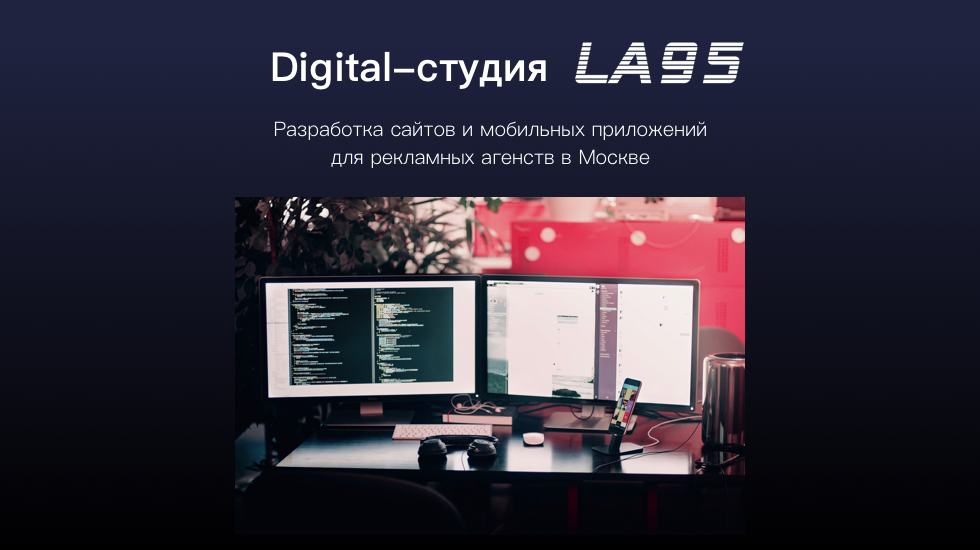 Digital–студия LA95
Разработка сайтов и мобильных приложений
для рекламных агенств в Москве